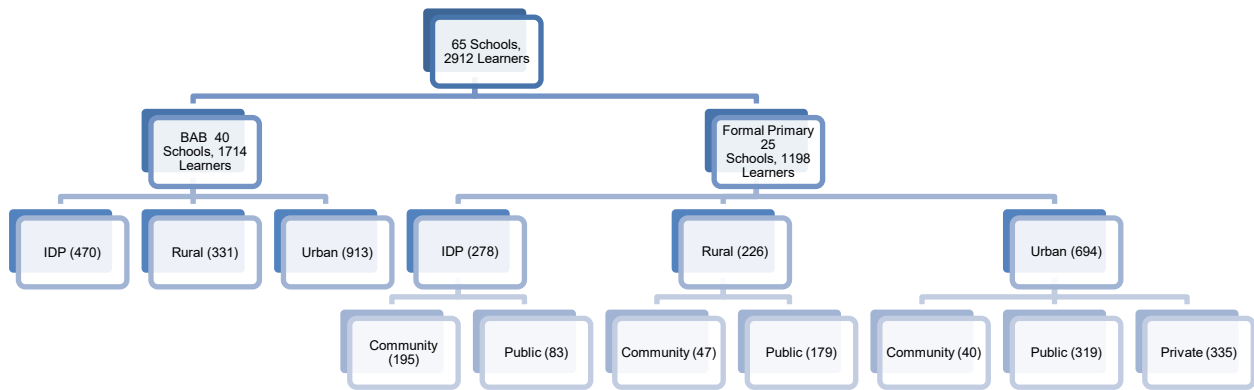 65 Schools,
2912 Learners
BAB 40
Schools, 1714
Learners
Formal Primary
25
Schools, 1198
Learners
IDP (470)
Rural (331)
Urban (913)
IDP (278)
Rural (226)
Urban (694)
Community
(195)
Public (83)
Community (47)
Public (179)
Community (40)
Public (319)
Private (335)